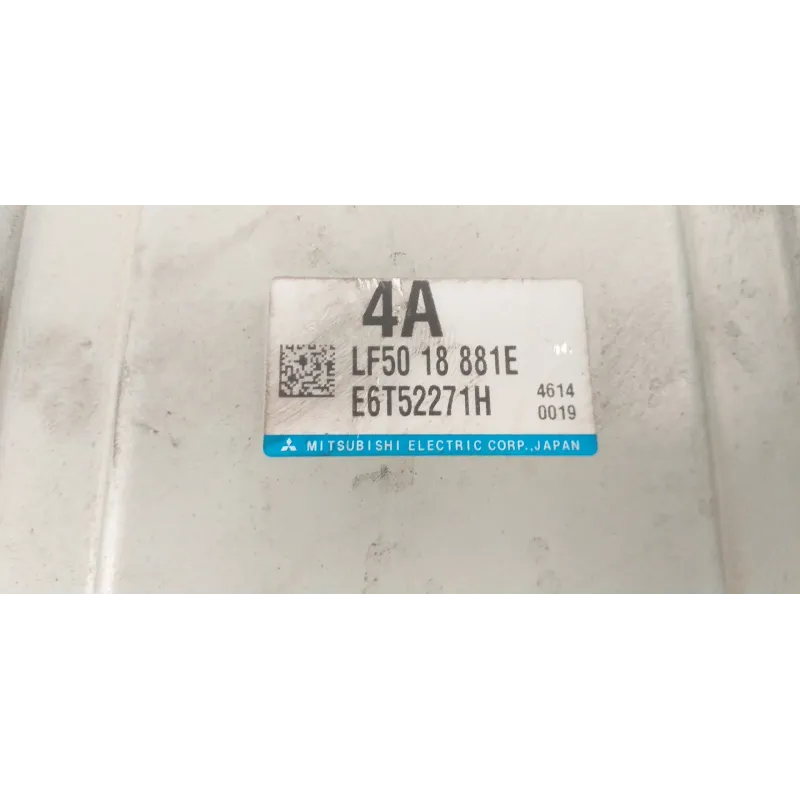 4A
LF50 18 881E
E6T52271H
4614
0019
MITSUBISHI ELECTRIC CORP., JAPAN